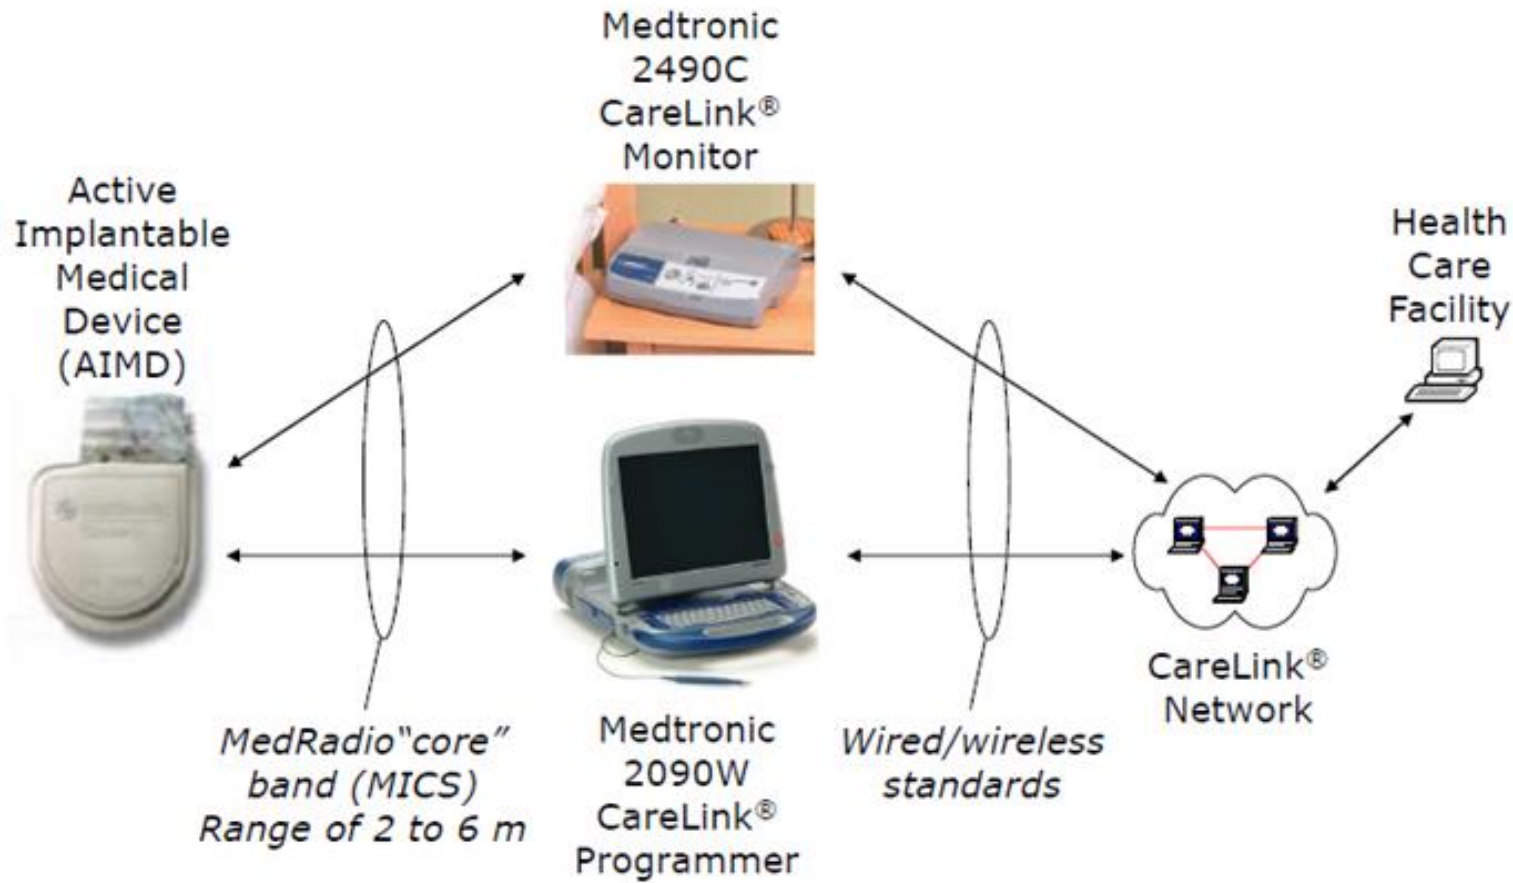 Medtronic
2490C
CareLink®
Monitor
Active
Implantable
Medical
Device
(AIMD)
Health
Care
Facility
MedRadio“core”
band (MICS)
Range of 2 to 6 m
Medtronic
2090W
CareLink®
Programmer
Wired/wireless
standards
CareLink®
Network